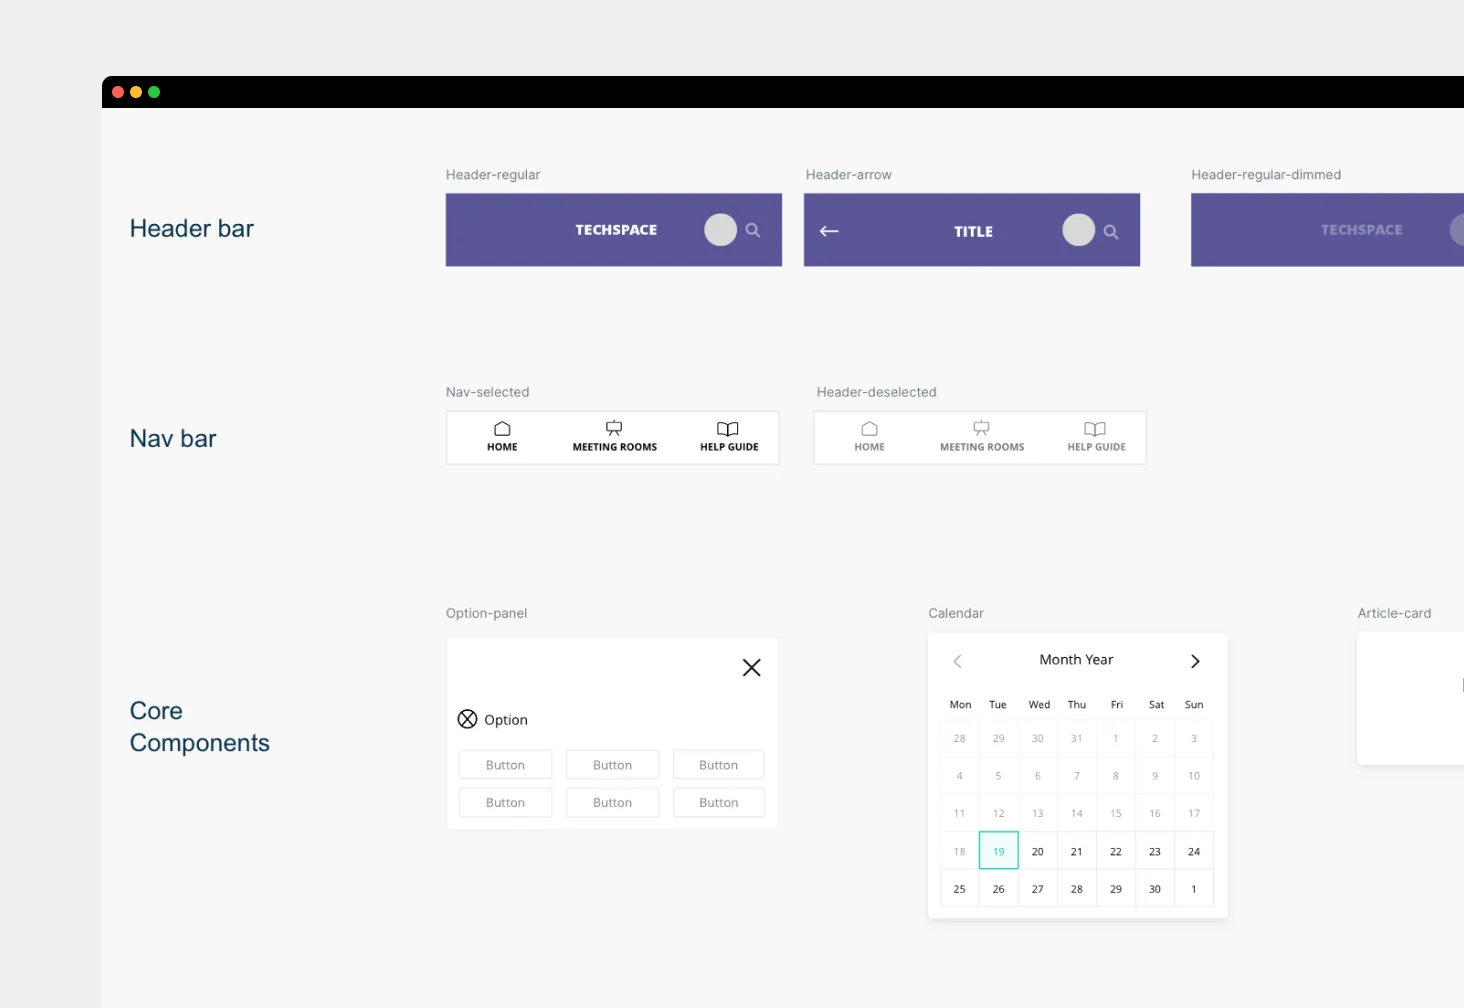 Header-regular
Header-arrow
Header-regular-dimmed
Header bar
TECHSPACE
TITLE
TECHSPACE
Nav-selected
Header-deselected
Nav bar
HOME
MEETING ROOMS
HELP GUIDE
HOME
MEETING ROOMS
HELP GUIDE
Option-panel
Calendar
Article-card
Core
Components
Option
Button
Button
Button
Button
Button
Button
Month Year
Mon Tue Wed Thu Fri Sat Sun
28 29 30 31 1 2 3
4 5 6 7 8 9 10
11 12 13 14 15 16 17
18 19 20 21 22 23 24
25 26 27 28 29 30 1